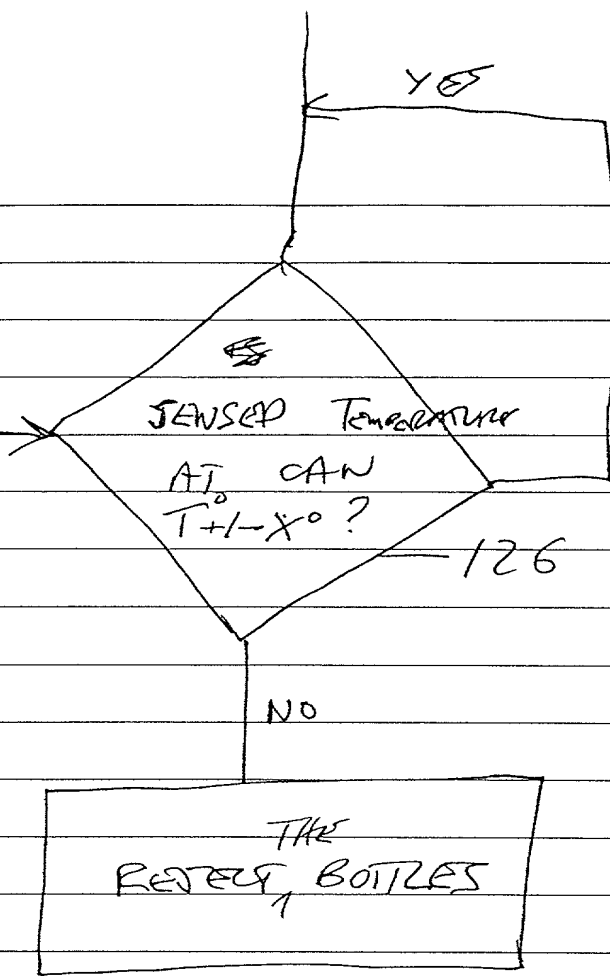 YES
SENSED TEMPERATURE
AT CAN
T°+/-X°?
126
NO
THE
REJECT BOTTLES